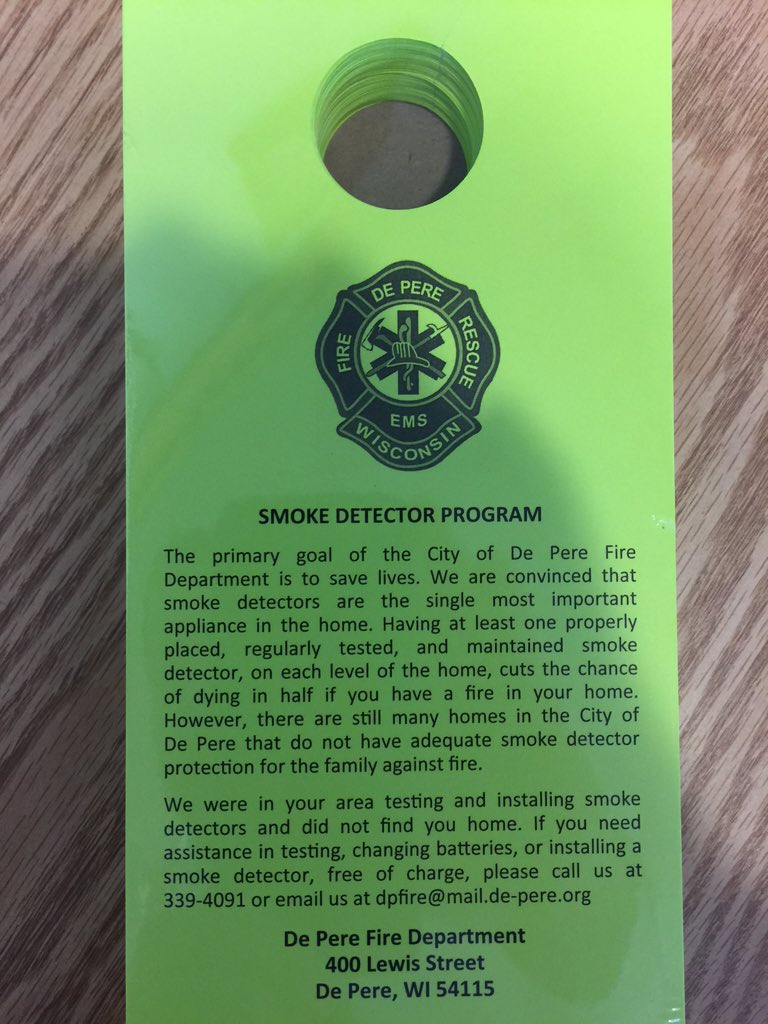 DE PERE
FIRE
RESCUE
EMS
WISCONSIN
SMOKE DETECTOR PROGRAM
The primary goal of the City of De Pere Fire
Department is to save lives. We are convinced that
smoke detectors are the single most important
appliance in the home. Having at least one properly
placed, regularly tested, and maintained smoke
detector, on each level of the home, cuts the chance
of dying in half if you have a fire in your home.
However, there are still many homes in the City of
De Pere that do not have adequate smoke detector
protection for the family against fire.
We were in your area testing and installing smoke
detectors and did not find you home. If you need
assistance in testing, changing batteries, or installing a
smoke detector, free of charge, please call us at
339-4091 or email us at dpfire@mail.de-pere.org
De Pere Fire Department
400 Lewis Street
De Pere, WI 54115